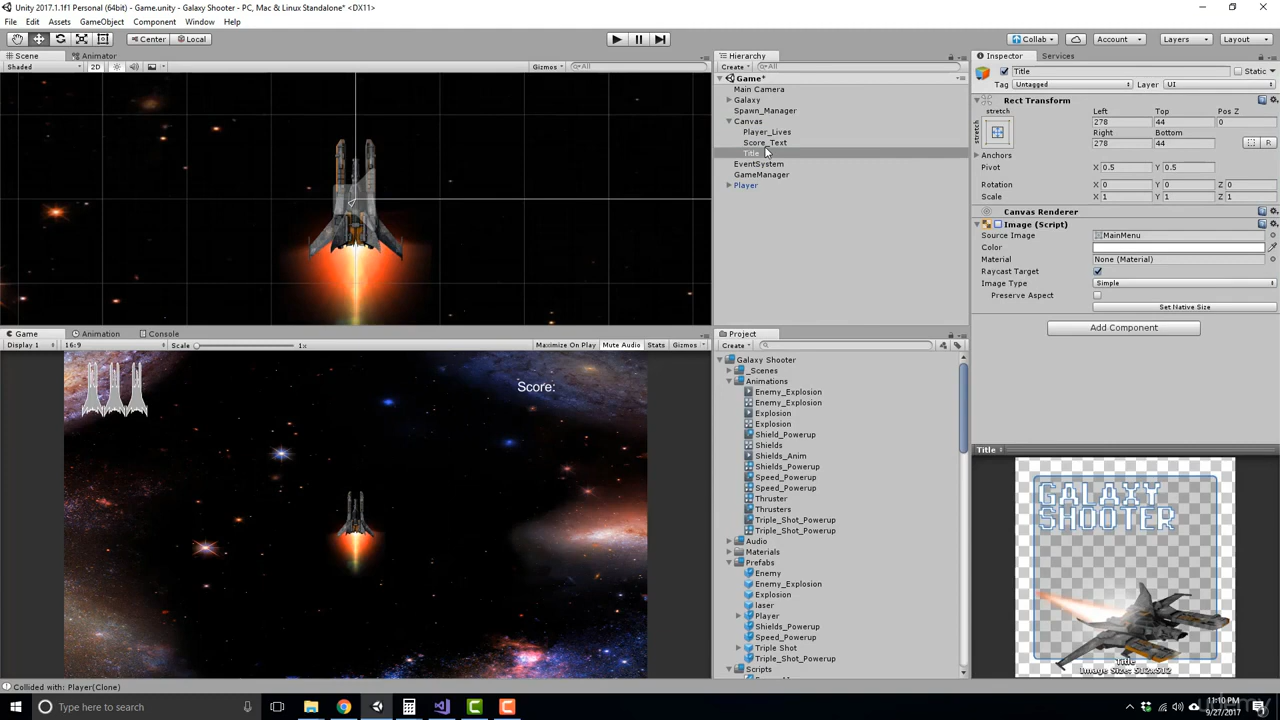 Unity 2017.1.1f1 Personal (64bit) - Game.unity - Galaxy Shooter - PC, Mac & Linux Standalone* <DX11>
File Edit Assets GameObject Component Window Help
Center Local Collab Account Layers Layout
Scene Animator
Shaded 2D Gizmos All
Hierarchy
Create All
Game*
Main Camera
Galaxy
Spawn_Manager
Canvas
Player_Lives
Score_Text
Title
EventSystem
GameManager
Player
Inspector Services
Title Static
Tag Untagged Layer UI
Rect Transform
stretch Left Top Pos Z
278 44 0
stretch Right Bottom
278 44 R
Anchors
Pivot X 0.5 Y 0.5
Rotation X 0 Y 0 Z 0
Scale X 1 Y 1 Z 1
Canvas Renderer
Image (Script)
Source Image MainMenu
Color
Material None (Material)
Raycast Target
Image Type Simple
Preserve Aspect
Set Native Size
Add Component
Game Animation Console
Display 1 16:9 Scale 1x Maximize On Play Mute Audio Stats Gizmos
Score:
Project
Create
Galaxy Shooter
_Scenes
Animations
Enemy_Explosion
Enemy_Explosion
Explosion
Explosion
Shield_Powerup
Shields
Shields_Anim
Shields_Powerup
Speed_Powerup
Speed_Powerup
Thruster
Thrusters
Triple_Shot_Powerup
Triple_Shot_Powerup
Audio
Materials
Prefabs
Enemy
Enemy_Explosion
Explosion
laser
Player
Shields_Powerup
Speed_Powerup
Triple Shot
Triple_Shot_Powerup
Scripts
Title
GALAXY
SHOOTER
Title
Image Size: 512x512
Collided with: Player(Clone)
Type here to search
11:10 PM
9/27/2017
udemy